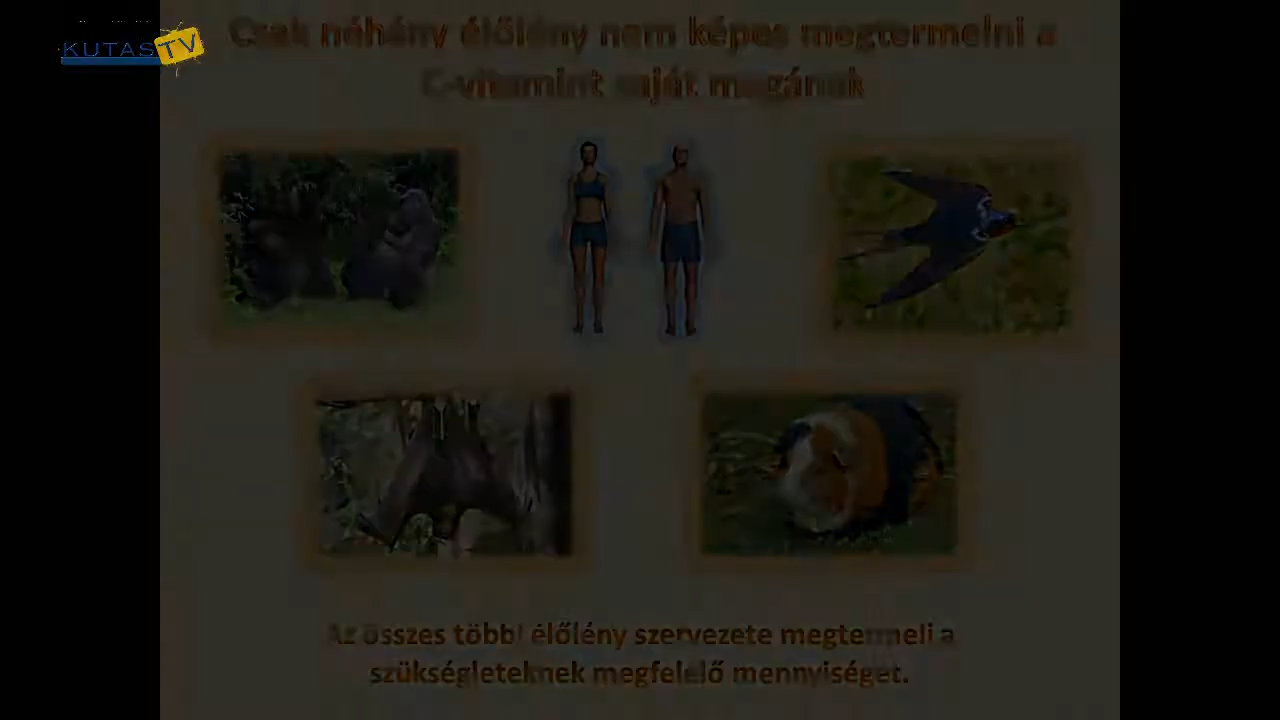 KUTAS TV
Csak néhány élőlény nem képes megtermelni a
C-vitamint saját magának
Az összes többi élőlény szervezete megtermeli a
szükségleteknek megfelelő mennyiséget.